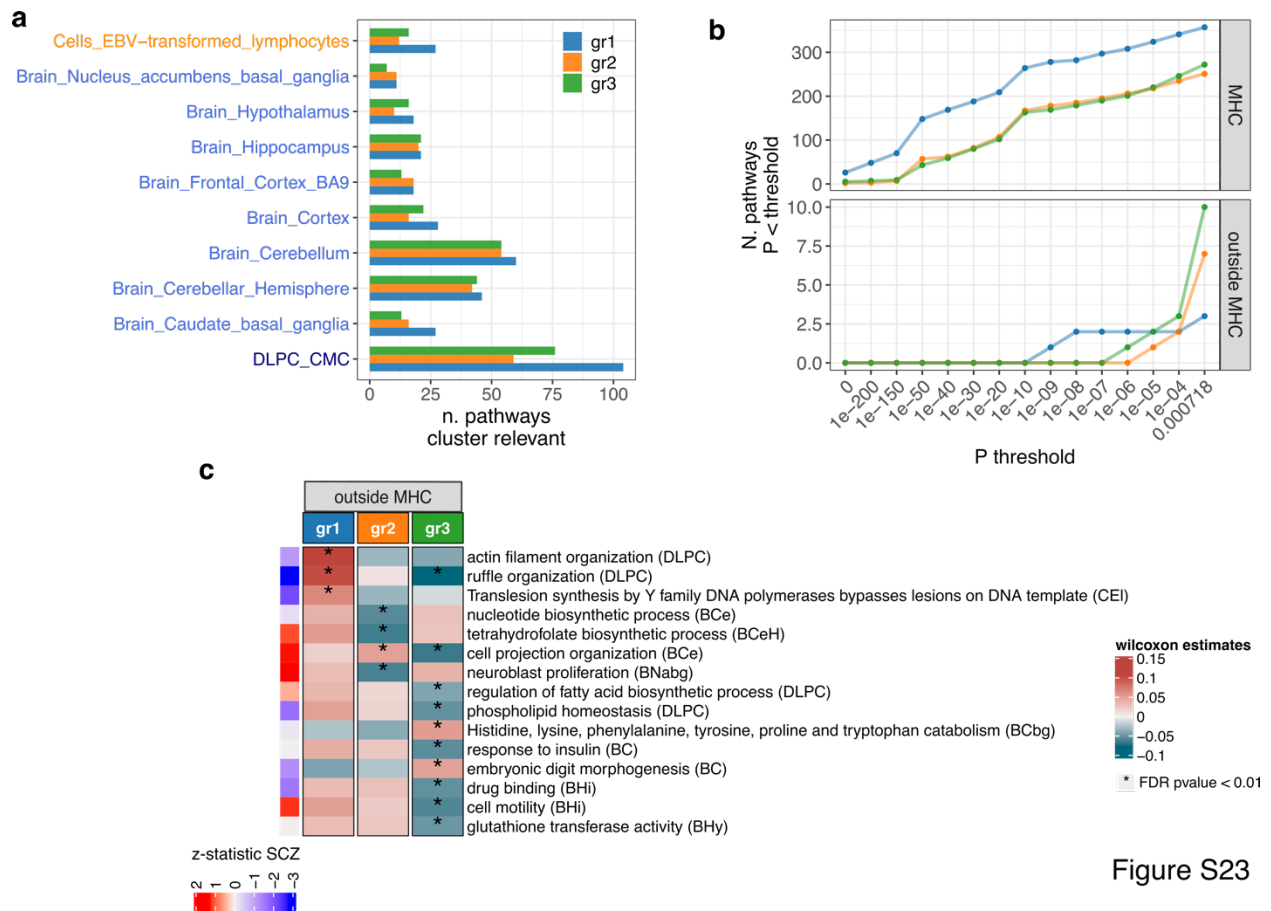 a
Cells_EBV−transformed_lymphocytes
Brain_Nucleus_accumbens_basal_ganglia
Brain_Hypothalamus
Brain_Hippocampus
Brain_Frontal_Cortex_BA9
Brain_Cortex
Brain_Cerebellum
Brain_Cerebellar_Hemisphere
Brain_Caudate_basal_ganglia
DLPC_CMC
gr1
gr2
gr3
0 25 50 75 100
n. pathways
cluster relevant
b
N. pathways
P < threshold
300
200
100
0
MHC
10.0
7.5
5.0
2.5
0.0
outside MHC
0 1e−200 1e−150 1e−50 1e−40 1e−30 1e−20 1e−10 1e−09 1e−08 1e−07 1e−06 1e−05 1e−04 0.000718
P threshold
c
outside MHC
gr1 gr2 gr3
* actin filament organization (DLPC)
* * ruffle organization (DLPC)
* Translesion synthesis by Y family DNA polymerases bypasses lesions on DNA template (CEl)
* nucleotide biosynthetic process (BCe)
* tetrahydrofolate biosynthetic process (BCeH)
* * cell projection organization (BCe)
* neuroblast proliferation (BNabg)
* regulation of fatty acid biosynthetic process (DLPC)
* phospholipid homeostasis (DLPC)
* Histidine, lysine, phenylalanine, tyrosine, proline and tryptophan catabolism (BCbg)
* response to insulin (BC)
* embryonic digit morphogenesis (BC)
* drug binding (BHi)
* cell motility (BHi)
* glutathione transferase activity (BHy)
wilcoxon estimates
0.15
0.1
0.05
0
−0.05
−0.1
* FDR pvalue < 0.01
z-statistic SCZ
2 1 0 −1 −2 −3
Figure S23